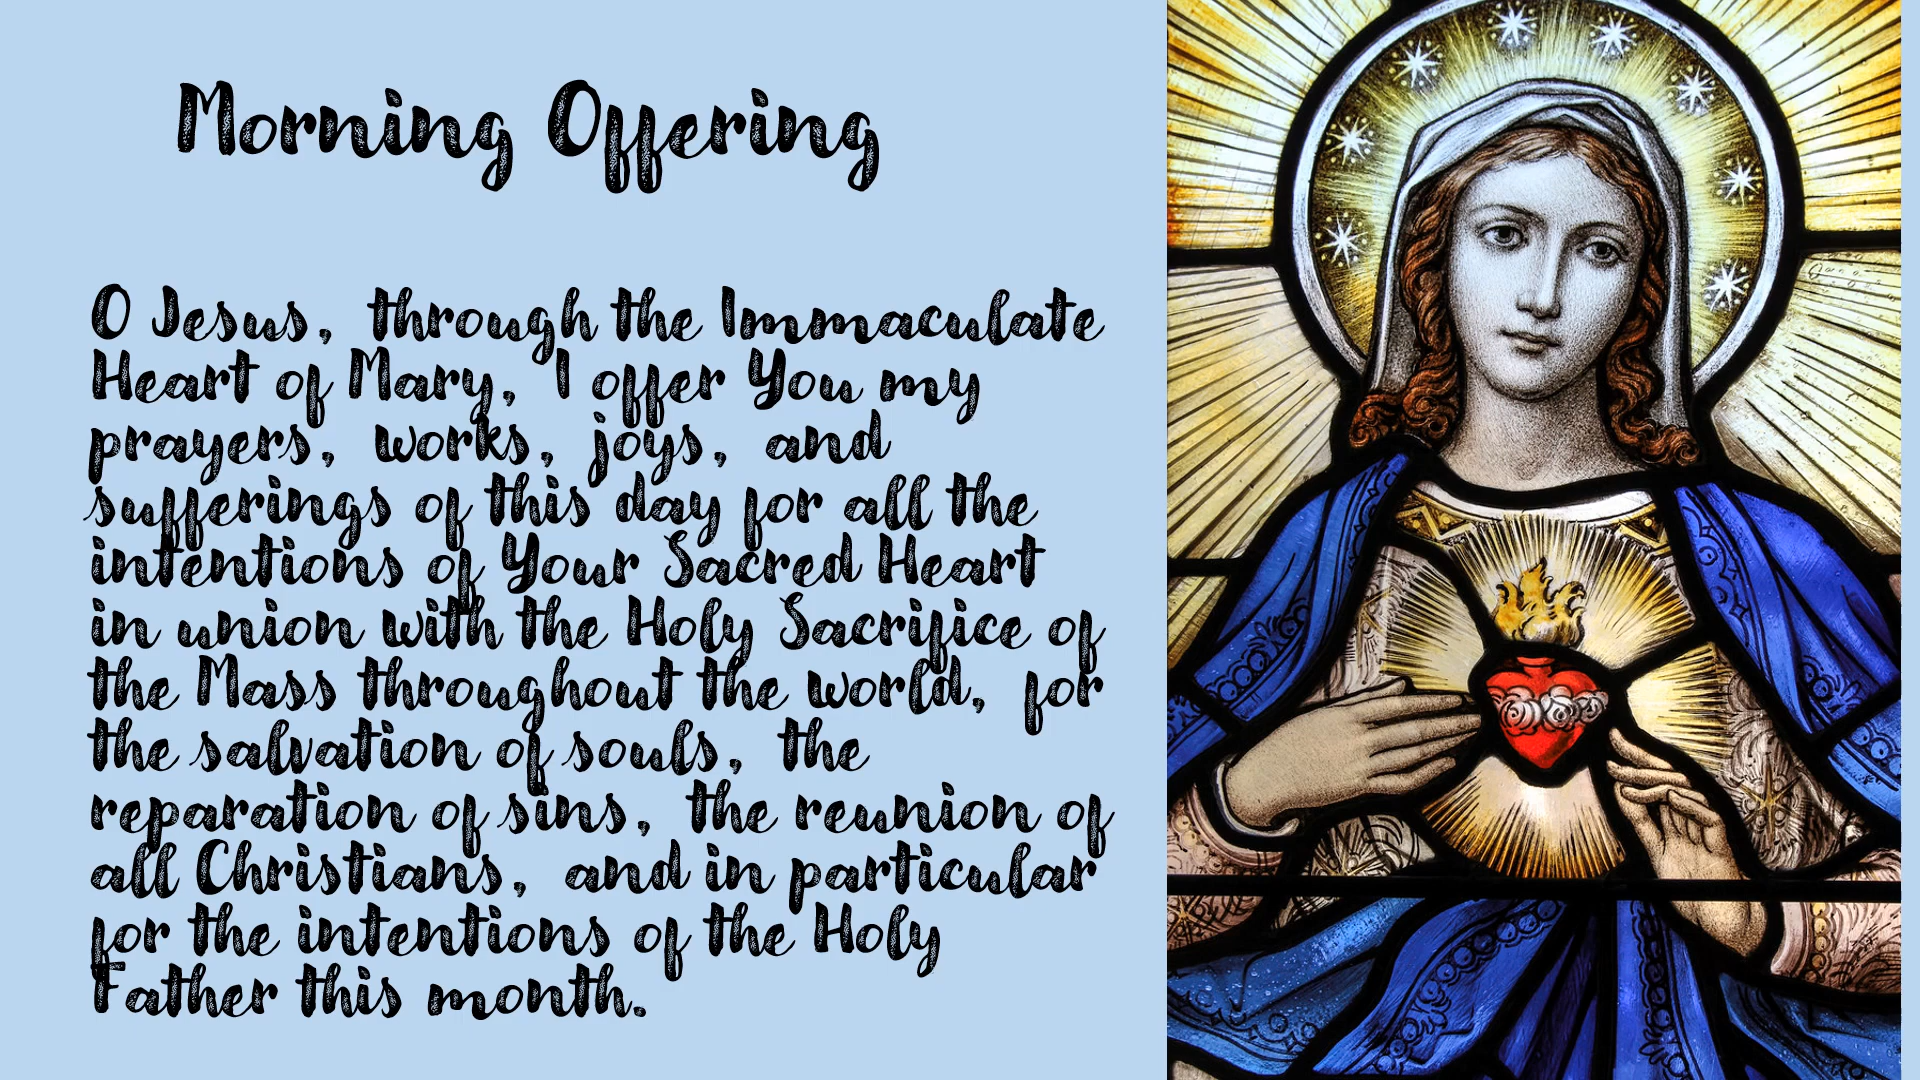 Morning Offering
O Jesus, through the Immaculate
Heart of Mary, I offer You my
prayers, works, joys, and
sufferings of this day for all the
intentions of Your Sacred Heart
in union with the Holy Sacrifice of
the Mass throughout the world, for
the salvation of souls, the
reparation of sins, the reunion of
all Christians, and in particular
for the intentions of the Holy
Father this month.